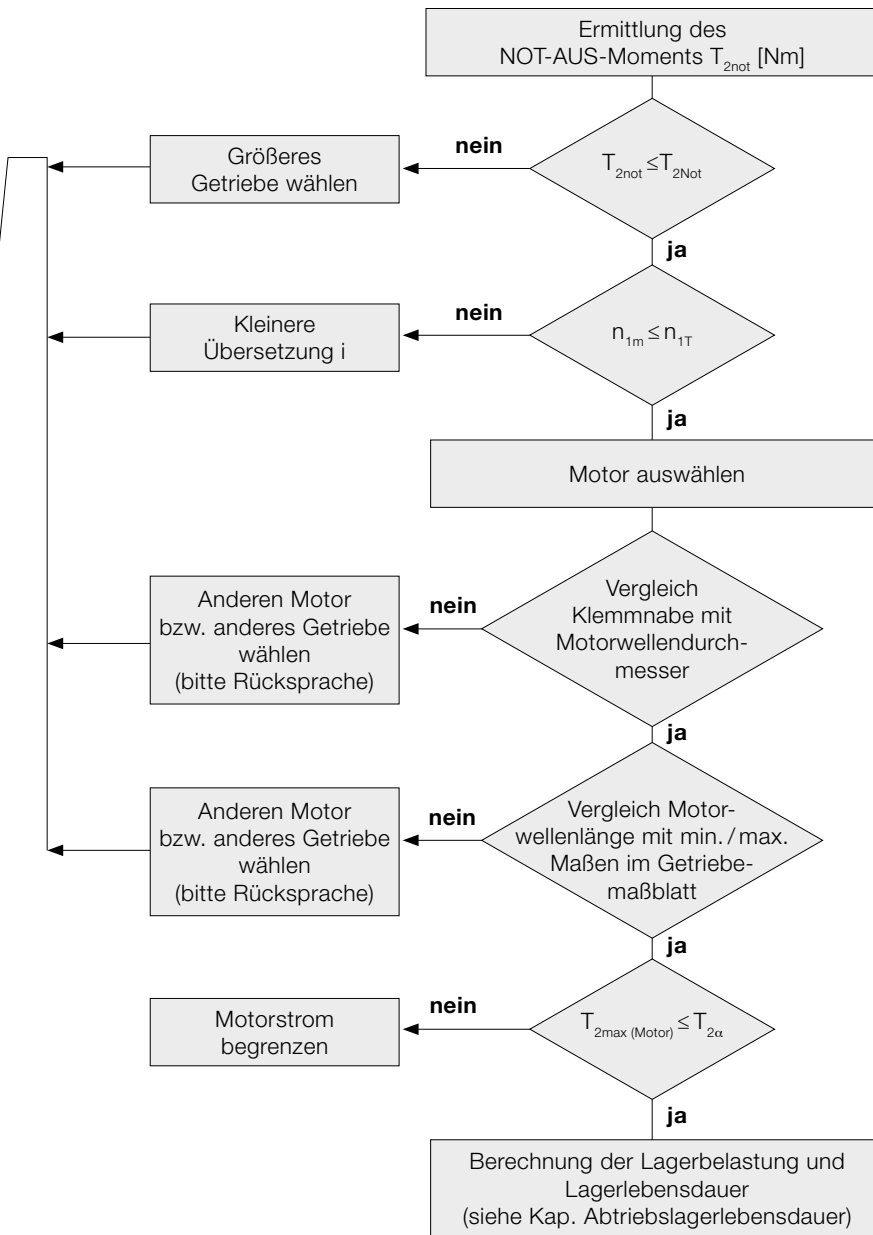 Ermittlung des
NOT-AUS-Moments T2not [Nm]
nein
Größeres
Getriebe wählen
T2not ≤ T2Not
ja
nein
Kleinere
Übersetzung i
n1m ≤ n1T
ja
Motor auswählen
Anderen Motor
bzw. anderes Getriebe
wählen
(bitte Rücksprache)
nein
Vergleich
Klemmnabe mit
Motorwellendurch-
messer
ja
Anderen Motor
bzw. anderes Getriebe
wählen
(bitte Rücksprache)
nein
Vergleich Motor-
wellenlänge mit min./max.
Maßen im Getriebe-
maßblatt
ja
Motorstrom
begrenzen
nein
T2max (Motor) ≤ T2α
ja
Berechnung der Lagerbelastung und
Lagerlebensdauer
(siehe Kap. Abtriebslagerlebensdauer)